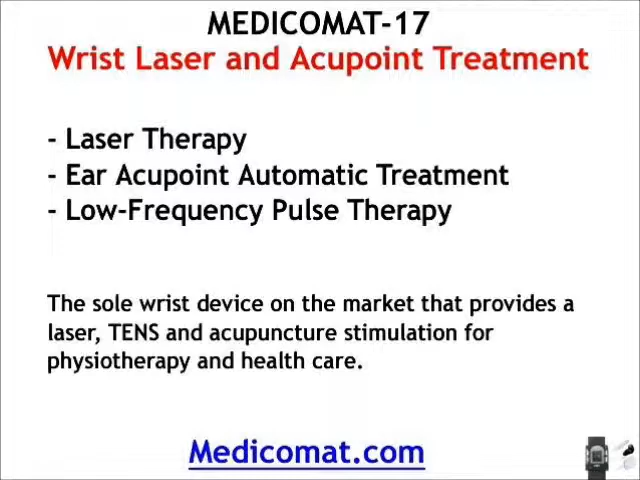 MEDICOMAT-17
Wrist Laser and Acupoint Treatment
- Laser Therapy
- Ear Acupoint Automatic Treatment
- Low-Frequency Pulse Therapy
The sole wrist device on the market that provides a
laser, TENS and acupuncture stimulation for
physiotherapy and health care.
Medicomat.com